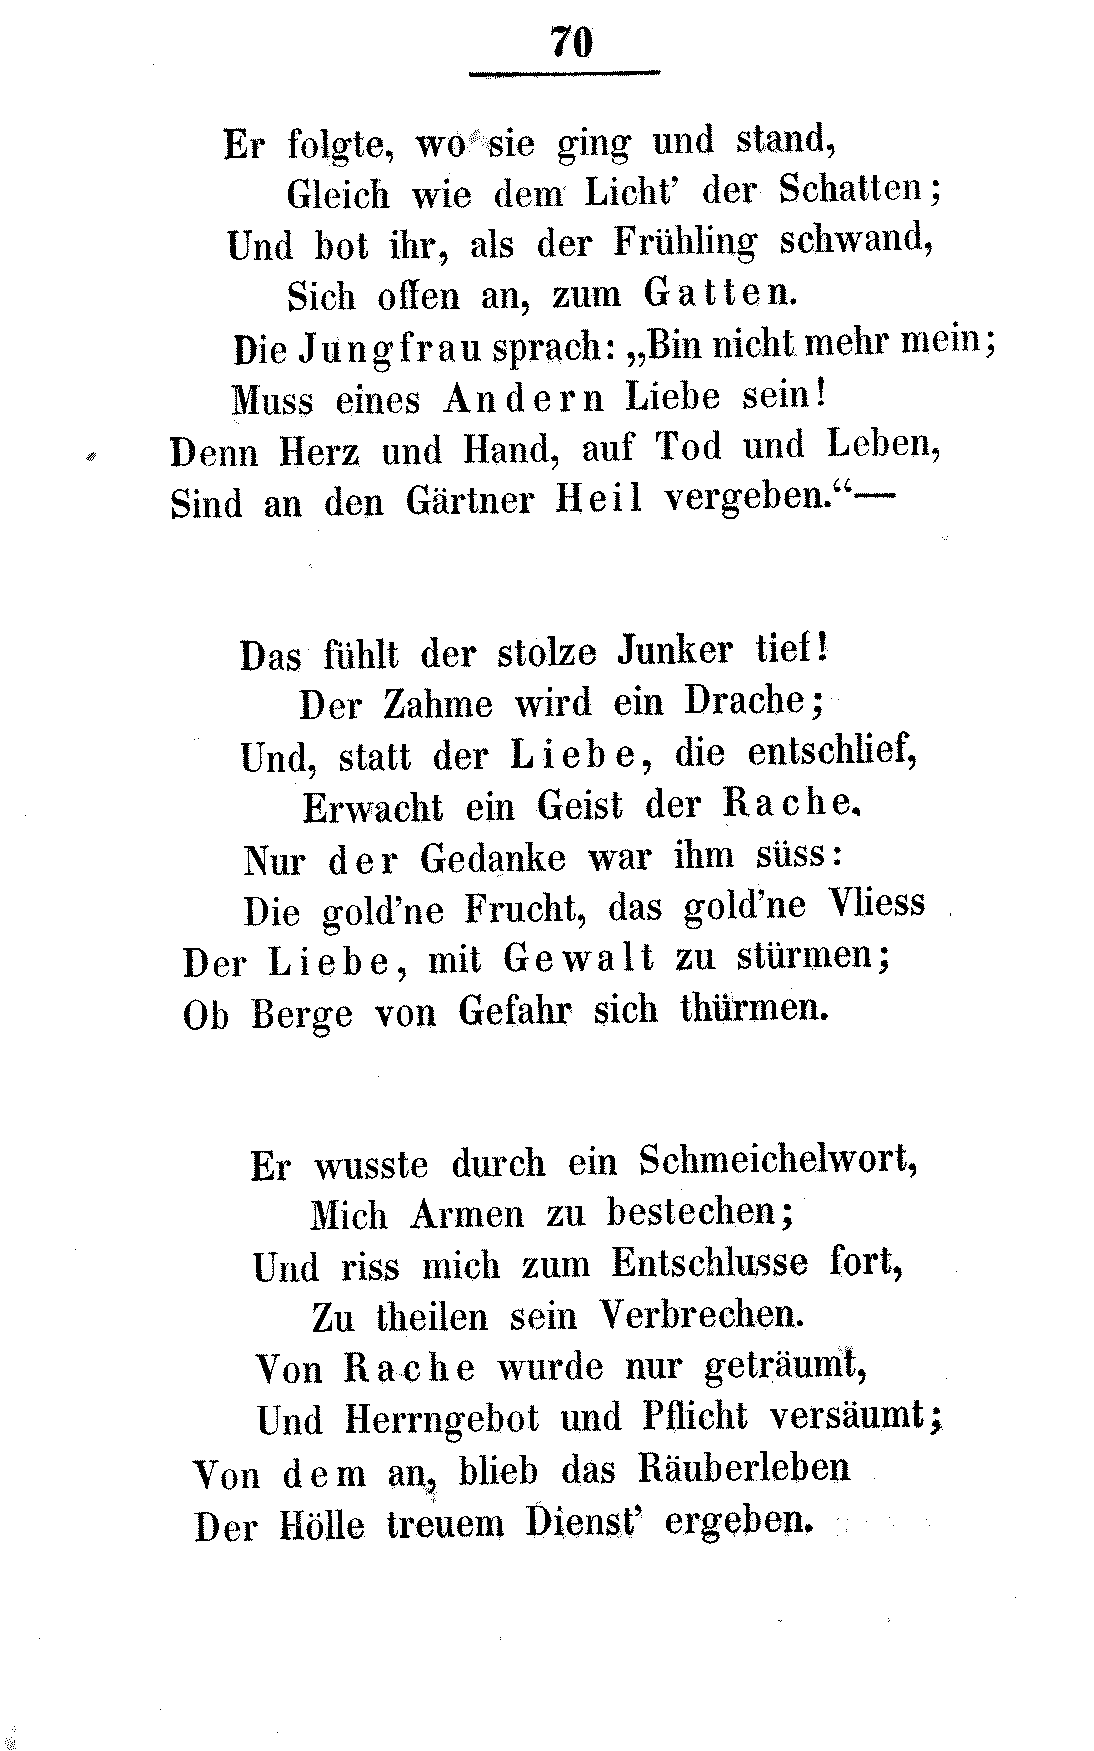 70
Er folgte, wo sie ging und stand,
Gleich wie dem Licht’ der Schatten;
Und bot ihr, als der Frühling schwand,
Sich offen an, zum Gatten.
Die Jungfrau sprach: „Bin nicht mehr mein;
Muss eines Andern Liebe sein!
Denn Herz und Hand, auf Tod und Leben,
Sind an den Gärtner Heil vergeben.“—
Das fühlt der stolze Junker tief!
Der Zahme wird ein Drache;
Und, statt der Liebe, die entschlief,
Erwacht ein Geist der Rache.
Nur der Gedanke war ihm süss:
Die gold’ne Frucht, das gold’ne Vliess
Der Liebe, mit Gewalt zu stürmen;
Ob Berge von Gefahr sich thürmen.
Er wusste durch ein Schmeichelwort,
Mich Armen zu bestechen;
Und riss mich zum Entschlusse fort,
Zu theilen sein Verbrechen.
Von Rache wurde nur geträumt,
Und Herrngebot und Pflicht versäumt;
Von dem an, blieb das Räuberleben
Der Hölle treuem Dienst’ ergeben.